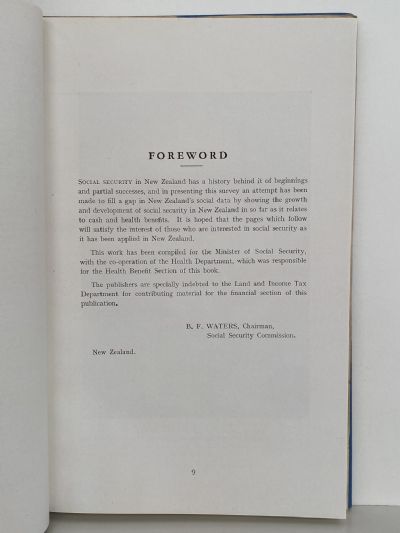 FOREWORD
SOCIAL SECURITY in New Zealand has a history behind it of beginnings
and partial successes, and in presenting this survey an attempt has been
made to fill a gap in New Zealand's social data by showing the growth
and development of social security in New Zealand in so far as it relates
to cash and health benefits. It is hoped that the pages which follow
will satisfy the interest of those who are interested in social security as
it has been applied in New Zealand.
This work has been compiled for the Minister of Social Security,
with the co-operation of the Health Department, which was responsible
for the Health Benefit Section of this book.
The publishers are specially indebted to the Land and Income Tax
Department for contributing material for the financial section of this
publication.
B. F. WATERS, Chairman,
Social Security Commission.
New Zealand.
9